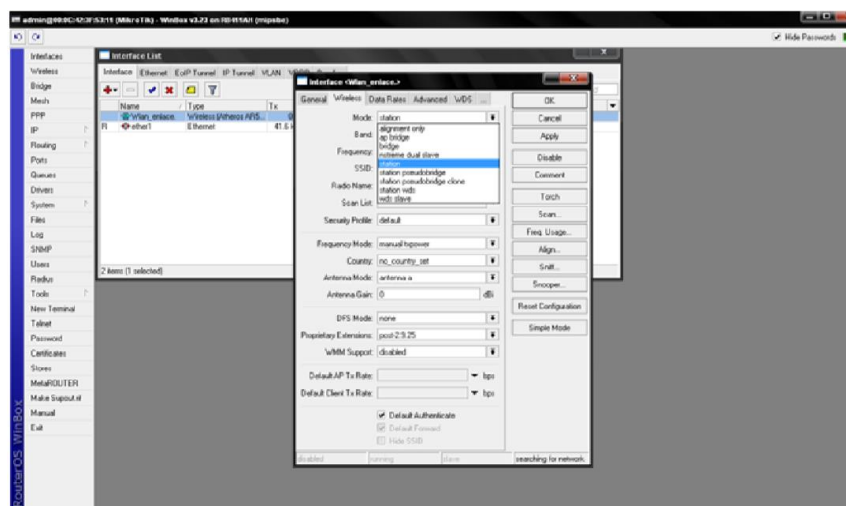 admin@00:0C:42:3F:53:11 (MikroTik) - WinBox v3.23 on RB411AH (mipsbe)
Hide Passwords
Interfaces
Wireless
Bridge
Mesh
PPP
IP
Routing
Ports
Queues
Drivers
System
Files
Log
SNMP
Users
Radius
Tools
New Terminal
Telnet
Password
Certificates
Stores
MetaROUTER
Make Supout.rif
Manual
Exit
RouterOS WinBox
Interface List
Interface Ethernet EoIP Tunnel IP Tunnel VLAN
Name Type Tx
Wlan_enlace. Wireless (Atheros AR5... 0
R ether1 Ethernet 41.6
2 items (1 selected)
Interface <Wlan_enlace.>
General Wireless Data Rates Advanced WDS ...
Mode: station
alignment only
ap bridge
bridge
nstreme dual slave
station
station pseudobridge
station pseudobridge clone
station wds
wds slave
Band:
Frequency:
SSID:
Radio Name:
Scan List:
Security Profile: default
Frequency Mode: manual txpower
Country: no_country_set
Antenna Mode: antenna a
Antenna Gain: 0 dBi
DFS Mode: none
Proprietary Extensions: post-2.9.25
WMM Support: disabled
Default AP Tx Rate: bps
Default Client Tx Rate: bps
Default Authenticate
Default Forward
Hide SSID
OK
Cancel
Apply
Disable
Comment
Torch
Scan...
Freq. Usage...
Align...
Sniff...
Snooper...
Reset Configuration
Simple Mode
disabled running slave searching for network